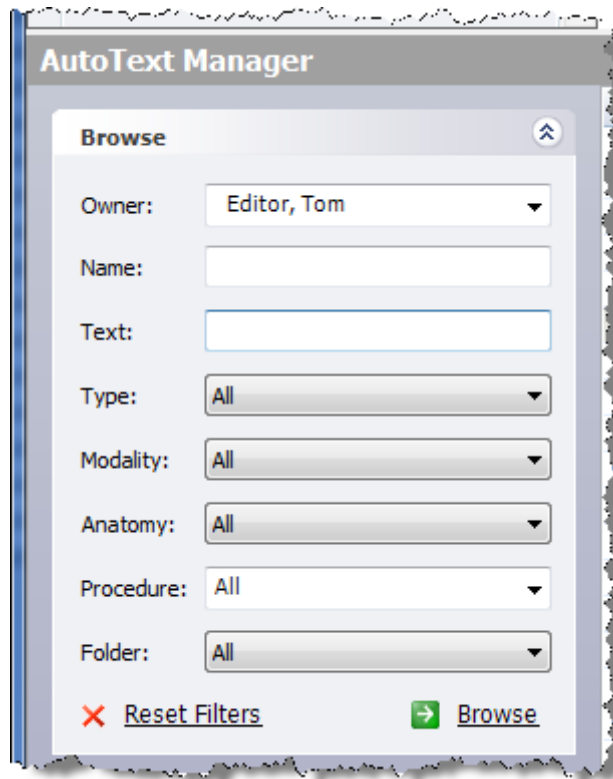 AutoText Manager
Browse
Owner: Editor, Tom
Name:
Text:
Type: All
Modality: All
Anatomy: All
Procedure: All
Folder: All
Reset Filters Browse